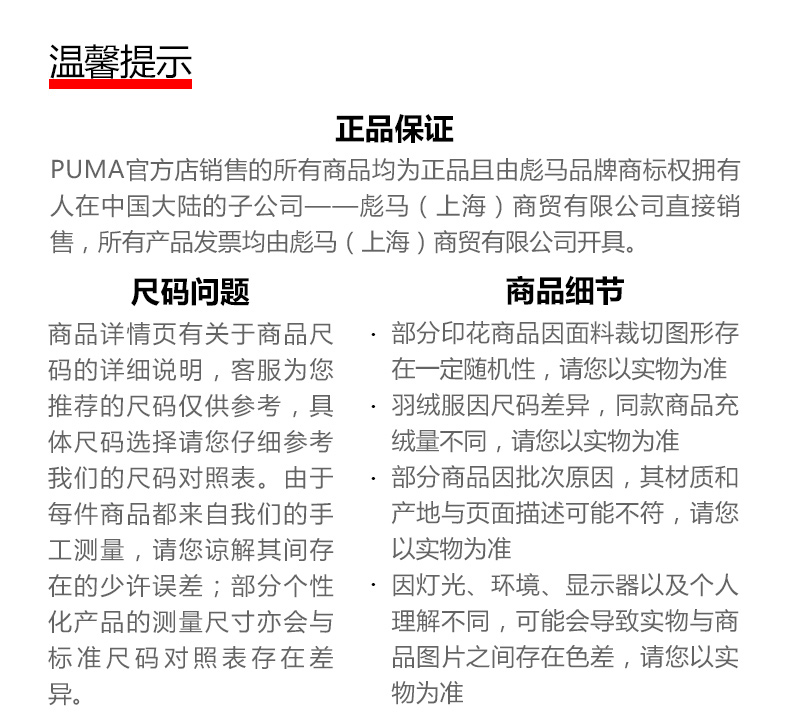 温馨提示
正品保证
PUMA官方店销售的所有商品均为正品且由彪马品牌商标权拥有
人在中国大陆的子公司——彪马（上海）商贸有限公司直接销
售，所有产品发票均由彪马（上海）商贸有限公司开具。
尺码问题
商品详情页有关于商品尺
码的详细说明，客服为您
推荐的尺码仅供参考，具
体尺码选择请您仔细参考
我们的尺码对照表。由于
每件商品都来自我们的手
工测量，请您谅解其间存
在的少许误差；部分个性
化产品的测量尺寸亦会与
标准尺码对照表存在差
异。
商品细节
· 部分印花商品因面料裁切图形存
在一定随机性，请您以实物为准
· 羽绒服因尺码差异，同款商品充
绒量不同，请您以实物为准
· 部分商品因批次原因，其材质和
产地与页面描述可能不符，请您
以实物为准
· 因灯光、环境、显示器以及个人
理解不同，可能会导致实物与商
品图片之间存在色差，请您以实
物为准